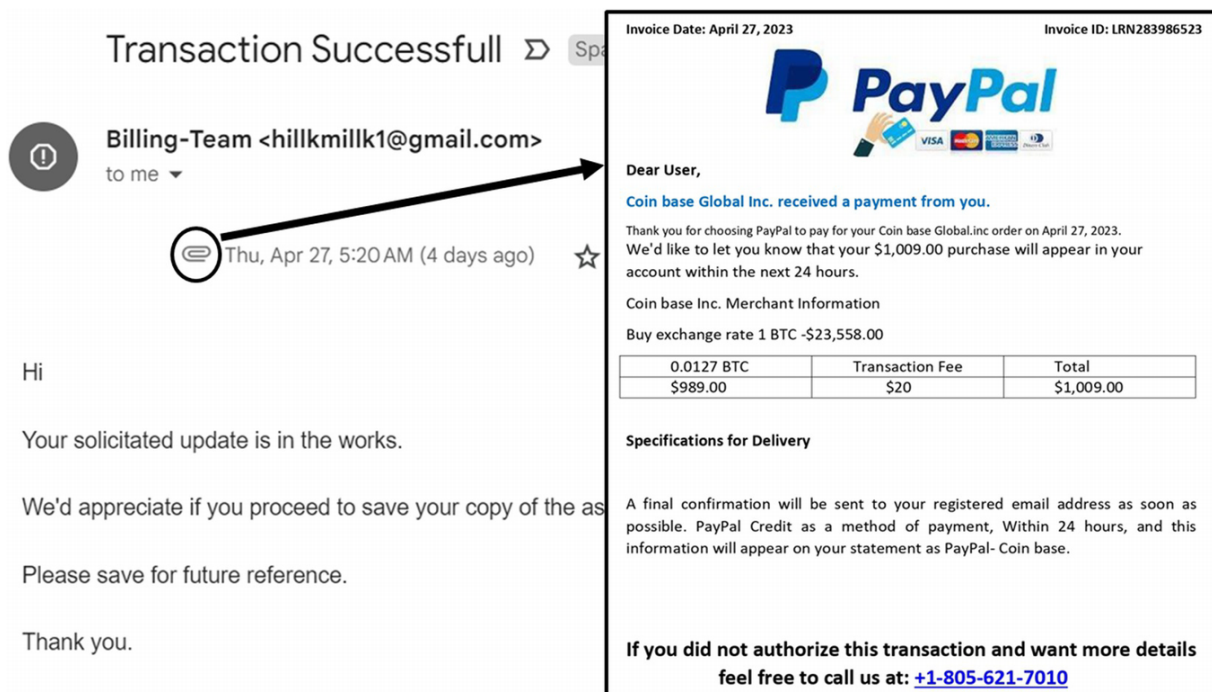 Transaction Successfull
Billing-Team <hillkmillk1@gmail.com>
to me
Thu, Apr 27, 5:20 AM (4 days ago)
Hi
Your solicitated update is in the works.
We'd appreciate if you proceed to save your copy of the
Please save for future reference.
Thank you.
Invoice Date: April 27, 2023 Invoice ID: LRN283986523
PayPal
VISA
Dear User,
Coin base Global Inc. received a payment from you.
Thank you for choosing PayPal to pay for your Coin base Global.inc order on April 27, 2023.
We'd like to let you know that your $1,009.00 purchase will appear in your
account within the next 24 hours.
Coin base Inc. Merchant Information
Buy exchange rate 1 BTC -$23,558.00
0.0127 BTC Transaction Fee Total
$989.00 $20 $1,009.00
Specifications for Delivery
A final confirmation will be sent to your registered email address as soon as
possible. PayPal Credit as a method of payment, Within 24 hours, and this
information will appear on your statement as PayPal- Coin base.
If you did not authorize this transaction and want more details
feel free to call us at: +1-805-621-7010